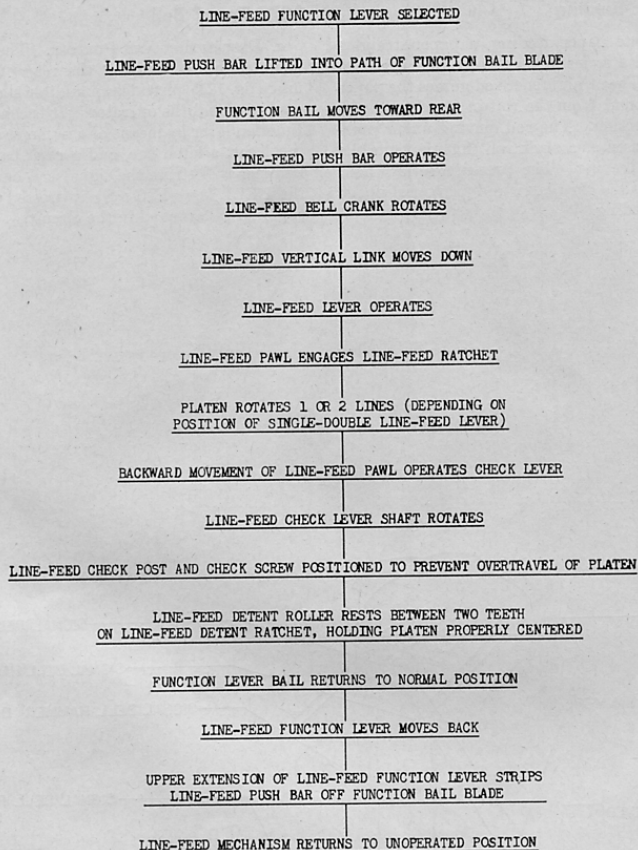 LINE-FEED FUNCTION LEVER SELECTED
LINE-FEED PUSH BAR LIFTED INTO PATH OF FUNCTION BAIL BLADE
FUNCTION BAIL MOVES TOWARD REAR
LINE-FEED PUSH BAR OPERATES
LINE-FEED BELL CRANK ROTATES
LINE-FEED VERTICAL LINK MOVES DOWN
LINE-FEED LEVER OPERATES
LINE-FEED PAWL ENGAGES LINE-FEED RATCHET
PLATEN ROTATES 1 OR 2 LINES (DEPENDING ON
POSITION OF SINGLE-DOUBLE LINE-FEED LEVER)
BACKWARD MOVEMENT OF LINE-FEED PAWL OPERATES CHECK LEVER
LINE-FEED CHECK LEVER SHAFT ROTATES
LINE-FEED CHECK POST AND CHECK SCREW POSITIONED TO PREVENT OVERTRAVEL OF PLATEN
LINE-FEED DETENT ROLLER RESTS BETWEEN TWO TEETH
ON LINE-FEED DETENT RATCHET, HOLDING PLATEN PROPERLY CENTERED
FUNCTION LEVER BAIL RETURNS TO NORMAL POSITION
LINE-FEED FUNCTION LEVER MOVES BACK
UPPER EXTENSION OF LINE-FEED FUNCTION LEVER STRIPS
LINE-FEED PUSH BAR OFF FUNCTION BAIL BLADE
LINE-FEED MECHANISM RETURNS TO UNOPERATED POSITION